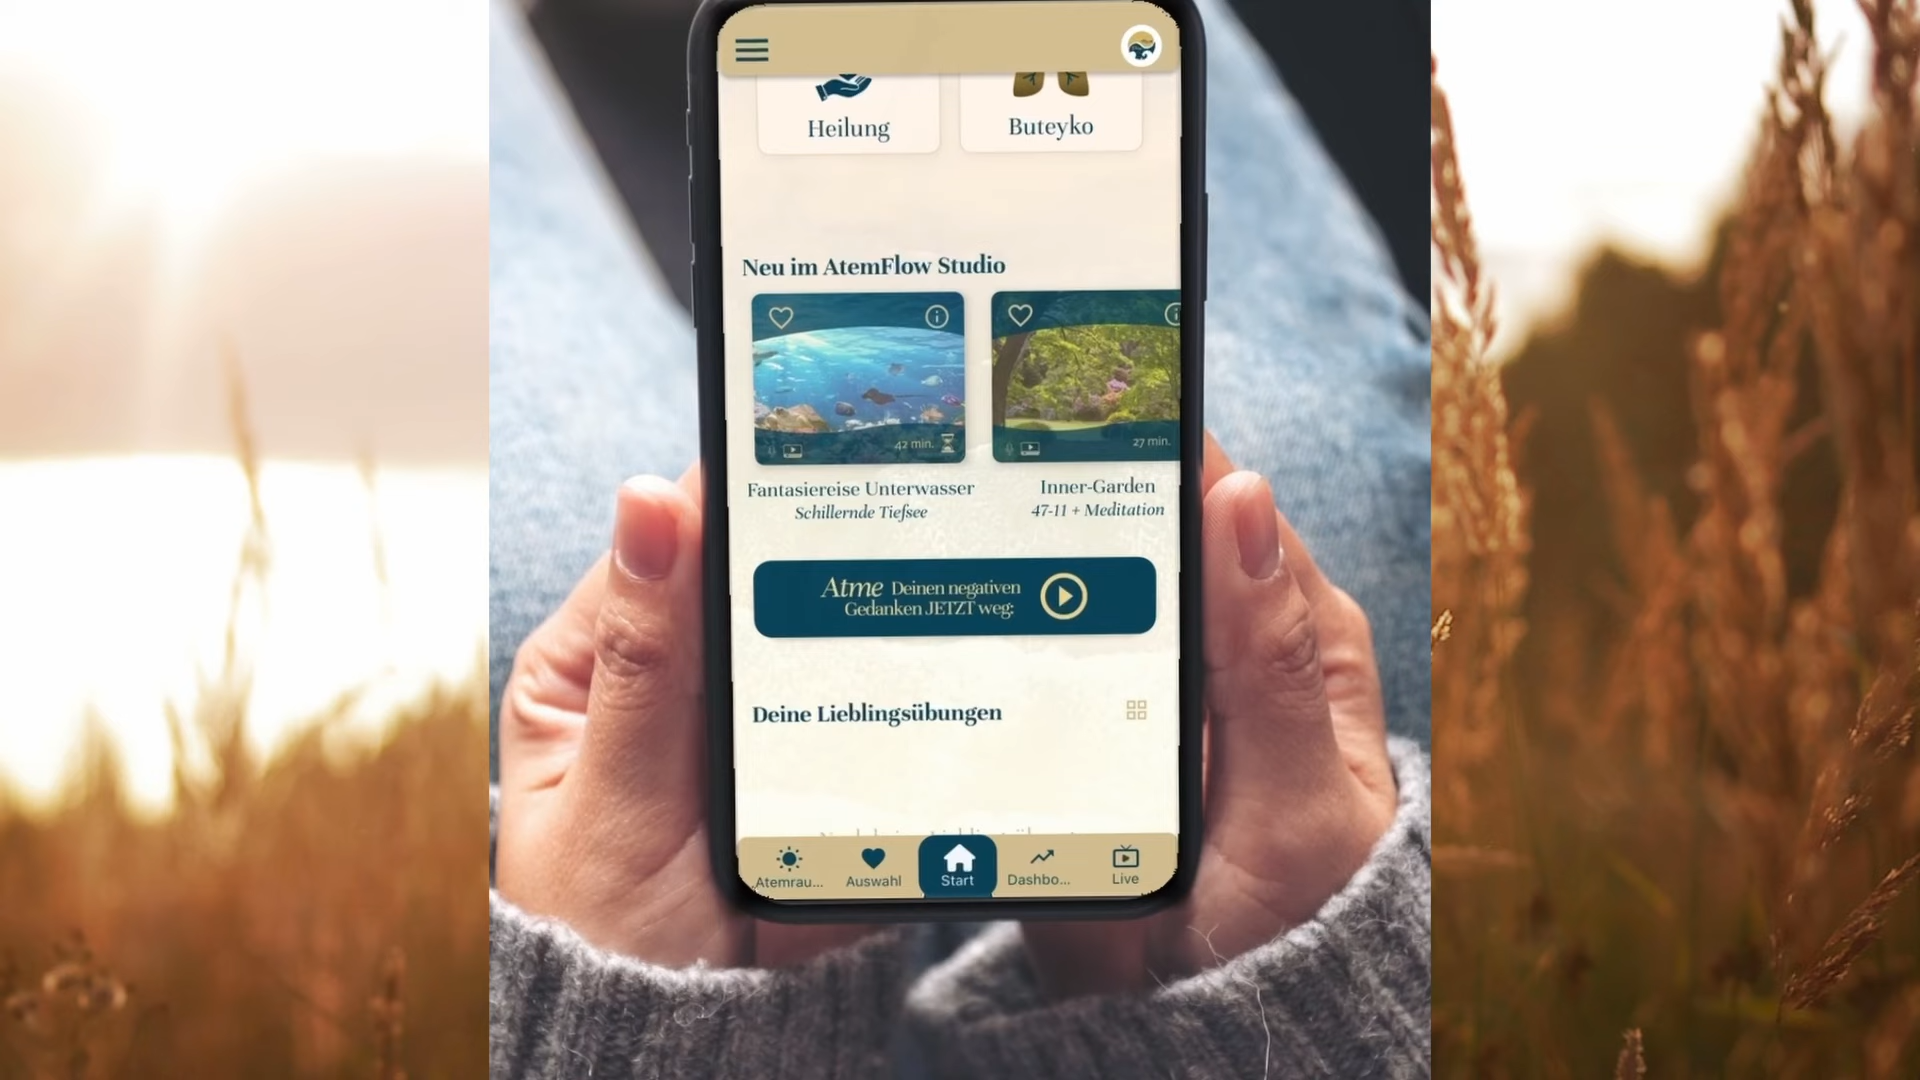 Heilung
Buteyko
Neu im AtemFlow Studio
42 min.
27 min.
Fantasiereise Unterwasser
Schillernde Tiefsee
Inner-Garden
47-11 + Meditation
Atme Deinen negativen
Gedanken JETZT weg:
Deine Lieblingsübungen
Atemrau...
Auswahl
Start
Dashbo...
Live